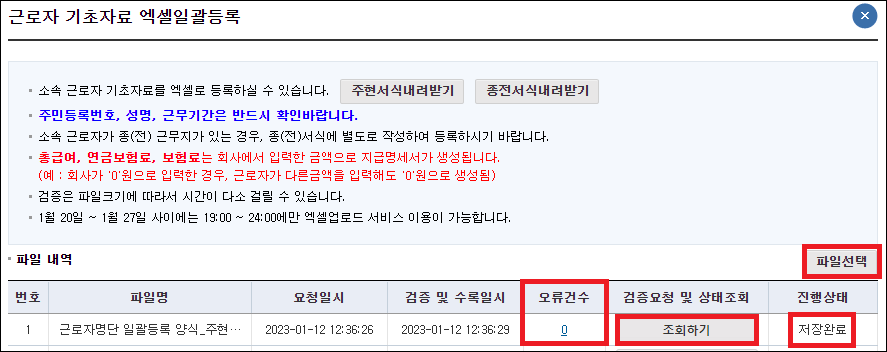 근로자 기초자료 엑셀일괄등록
소속 근로자 기초자료를 엑셀로 등록하실 수 있습니다. 주현서식내려받기 종전서식내려받기
주민등록번호, 성명, 근무기간은 반드시 확인바랍니다.
소속 근로자가 종(전) 근무지가 있는 경우, 종(전)서식에 별도로 작성하여 등록하시기 바랍니다.
총급여, 연금보험료, 보험료는 회사에서 입력한 금액으로 지급명세서가 생성됩니다.
(예 : 회사가 '0'원으로 입력한 경우, 근로자가 다른금액을 입력해도 '0'원으로 생성됨)
검증은 파일크기에 따라서 시간이 다소 걸릴 수 있습니다.
1월 20일 ~ 1월 27일 사이에는 19:00 ~ 24:00에만 엑셀업로드 서비스 이용이 가능합니다.
파일 내역 파일선택
번호 파일명 요청일시 검증 및 수록일시 오류건수 검증요청 및 상태조회 진행상태
1 근로자명단 일괄등록 양식_주현… 2023-01-12 12:36:26 2023-01-12 12:36:29 0 조회하기 저장완료